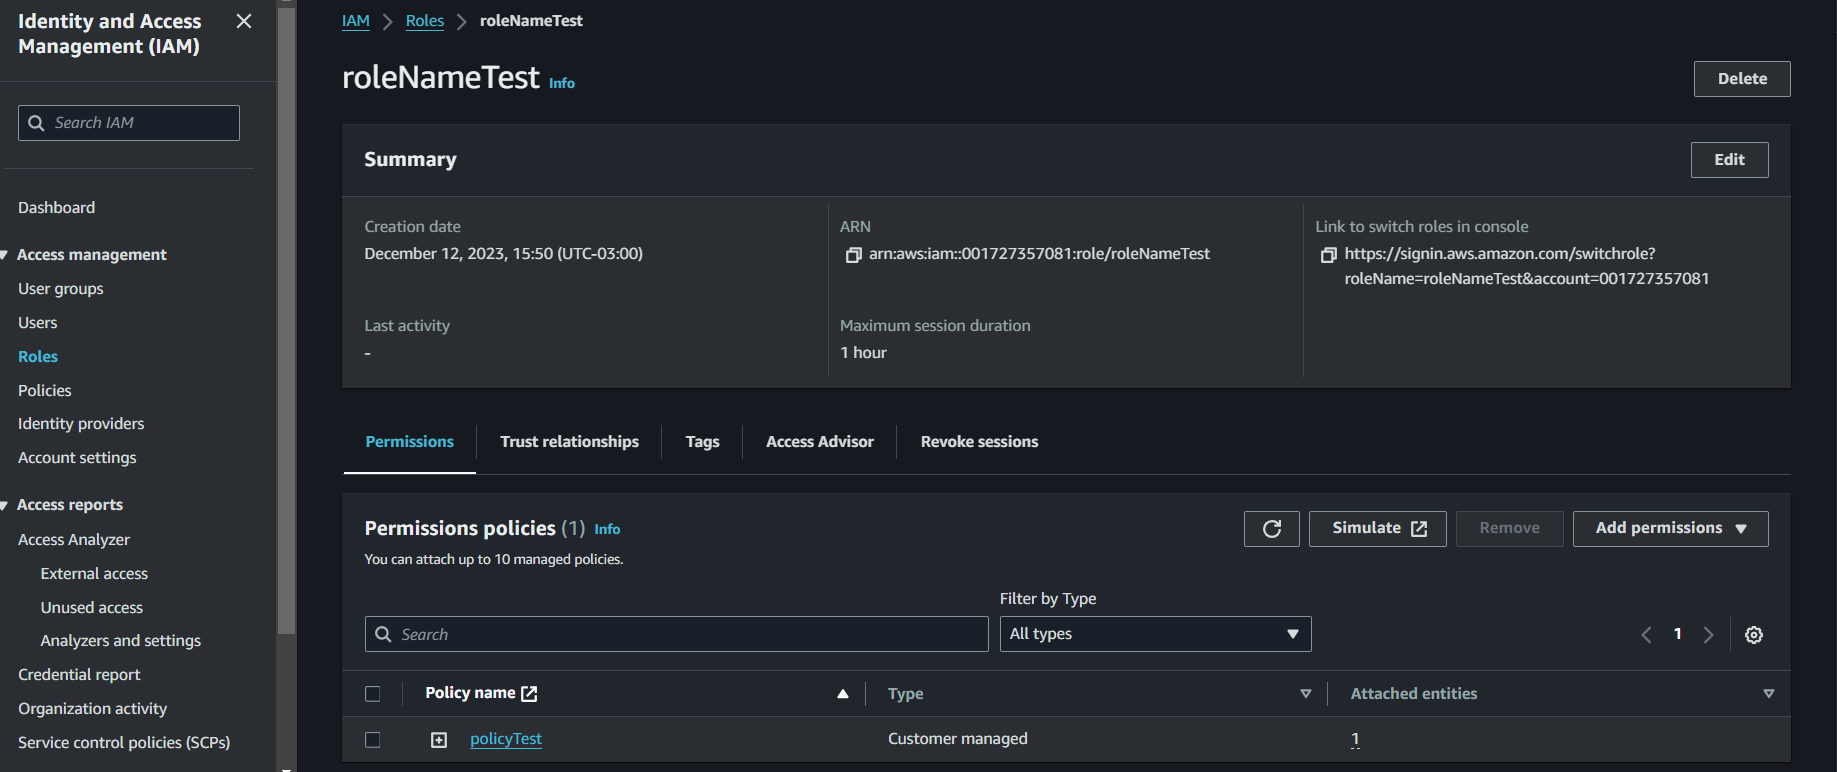 Identity and Access
Management (IAM)
Search IAM
Dashboard
Access management
User groups
Users
Roles
Policies
Identity providers
Account settings
Access reports
Access Analyzer
External access
Unused access
Analyzers and settings
Credential report
Organization activity
Service control policies (SCPs)
IAM > Roles > roleNameTest
roleNameTest Info
Delete
Summary
Edit
Creation date
December 12, 2023, 15:50 (UTC-03:00)
ARN
arn:aws:iam::001727357081:role/roleNameTest
Link to switch roles in console
https://signin.aws.amazon.com/switchrole?
roleName=roleNameTest&account=001727357081
Last activity
-
Maximum session duration
1 hour
Permissions
Trust relationships
Tags
Access Advisor
Revoke sessions
Permissions policies (1) Info
You can attach up to 10 managed policies.
Simulate
Remove
Add permissions
Search
Filter by Type
All types
1
Policy name
Type
Attached entities
policyTest
Customer managed
1